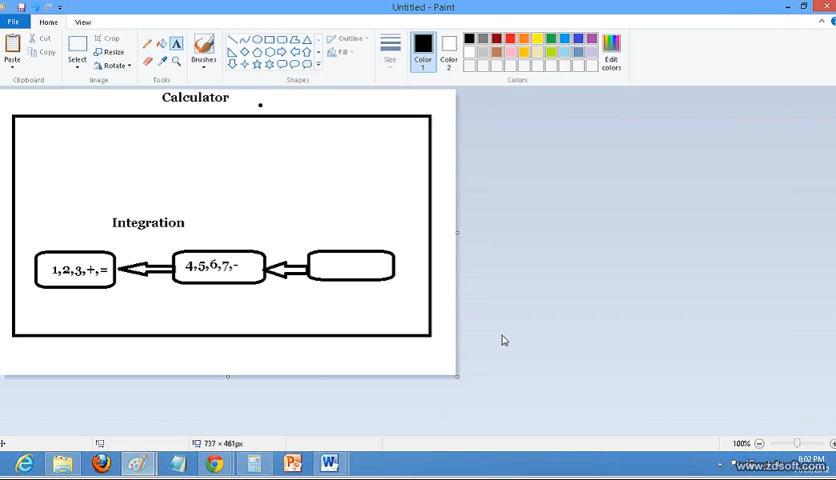 Untitled - Paint
File
Home
View
Paste
Cut
Copy
Clipboard
Select
Crop
Resize
Rotate
Image
A
Tools
Brushes
Outline
Fill
Shapes
Size
Color 1
Color 2
Edit colors
Colors
Calculator
Integration
1,2,3,+,=
4,5,6,7,-
737 × 461px
100%
W
8:02 PM
www.zdsoft.com